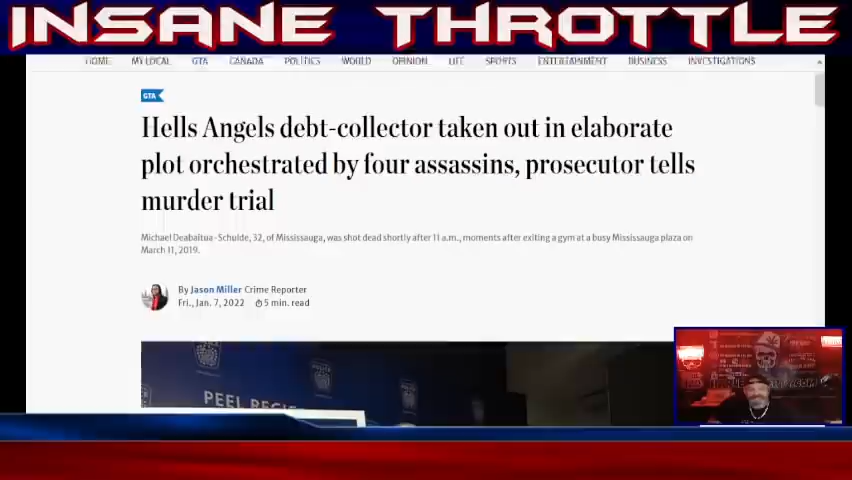 INSANE THROTTLE
HOME MY LOCAL GTA CANADA POLITICS WORLD OPINION LIFE SPORTS ENTERTAINMENT BUSINESS INVESTIGATIONS
GTA
Hells Angels debt-collector taken out in elaborate
plot orchestrated by four assassins, prosecutor tells
murder trial
Michael Deabaitua-Schulde, 32, of Mississauga, was shot dead shortly after 11 a.m., moments after exiting a gym at a busy Mississauga plaza on
March 11, 2019.
By Jason Miller Crime Reporter
Fri., Jan. 7, 2022 5 min. read
PEEL